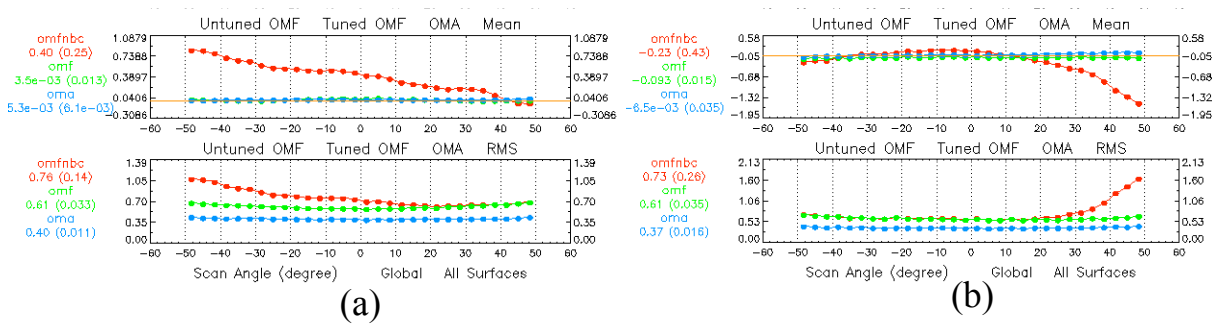 Untuned OMF Tuned OMF OMA Mean
omfnbc
0.40 (0.25)
omf
3.5e-03 (0.013)
oma
5.3e-03 (6.1e-03)
1.0879 1.0879
0.7388 0.7388
0.3897 0.3897
0.0406 0.0406
-0.3086 -0.3086
-60 -50 -40 -30 -20 -10 0 10 20 30 40 50 60
Untuned OMF Tuned OMF OMA RMS
omfnbc
0.76 (0.14)
omf
0.61 (0.033)
oma
0.40 (0.011)
1.39 1.39
1.05 1.05
0.70 0.70
0.35 0.35
0.00 0.00
-60 -50 -40 -30 -20 -10 0 10 20 30 40 50 60
Scan Angle (degree) Global All Surfaces
(a)
Untuned OMF Tuned OMF OMA Mean
omfnbc
-0.23 (0.43)
omf
-0.093 (0.015)
oma
-6.5e-03 (0.035)
0.58 0.58
-0.05 -0.05
-0.68 -0.68
-1.32 -1.32
-1.95 -1.95
-60 -50 -40 -30 -20 -10 0 10 20 30 40 50 60
Untuned OMF Tuned OMF OMA RMS
omfnbc
0.73 (0.26)
omf
0.61 (0.035)
oma
0.37 (0.016)
2.13 2.13
1.60 1.60
1.06 1.06
0.53 0.53
0.00 0.00
-60 -50 -40 -30 -20 -10 0 10 20 30 40 50 60
Scan Angle (degree) Global All Surfaces
(b)